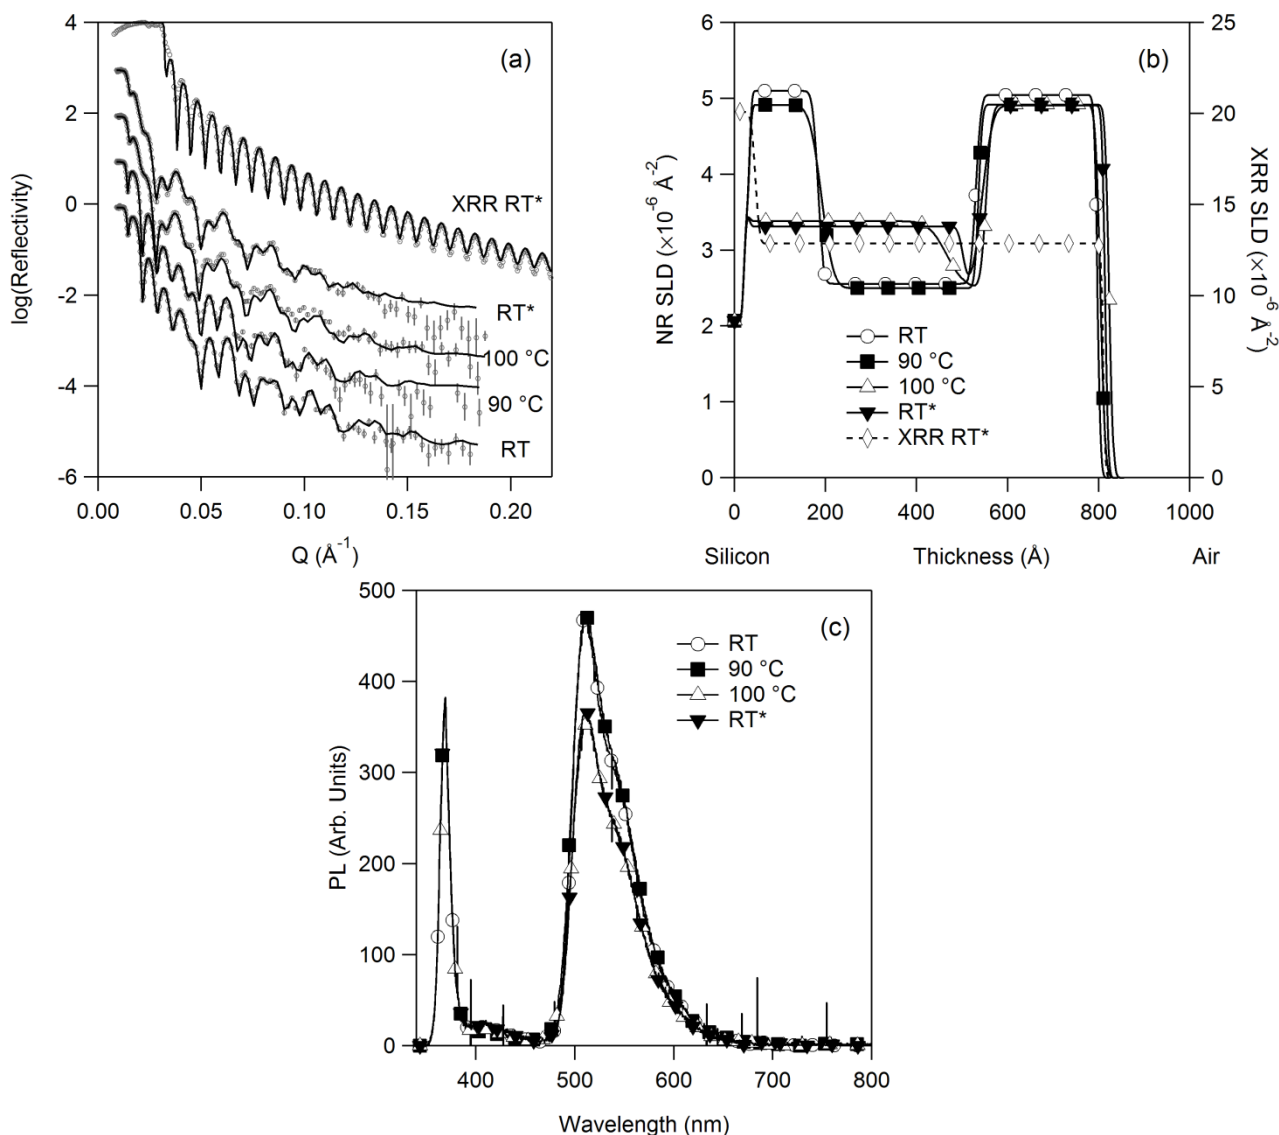 (a)
4
2
0
-2
-4
-6
log(Reflectivity)
XRR RT*
RT*
100 °C
90 °C
RT
0.00 0.05 0.10 0.15 0.20
Q (Å⁻¹)
(b)
6
5
4
3
2
1
0
NR SLD (×10⁻⁶ Å⁻²)
25
20
15
10
5
0
XRR SLD (×10⁻⁶ Å⁻²)
RT
90 °C
100 °C
RT*
XRR RT*
0 200 400 600 800 1000
Silicon Thickness (Å) Air
(c)
500
400
300
200
100
0
PL (Arb. Units)
RT
90 °C
100 °C
RT*
400 500 600 700 800
Wavelength (nm)